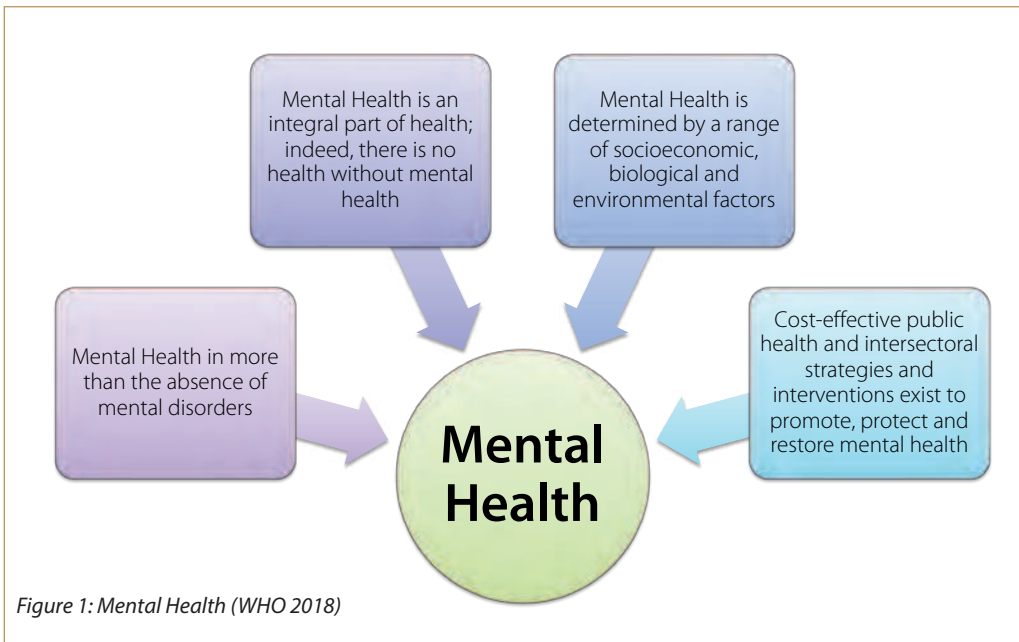 Mental Health is an
integral part of health;
indeed, there is no
health without mental
health
Mental Health is
determined by a range
of socioeconomic,
biological and
environmental factors
Mental Health in more
than the absence of
mental disorders
Cost-effective public
health and intersectoral
strategies and
interventions exist to
promote, protect and
restore mental health
Mental
Health
Figure 1: Mental Health (WHO 2018)